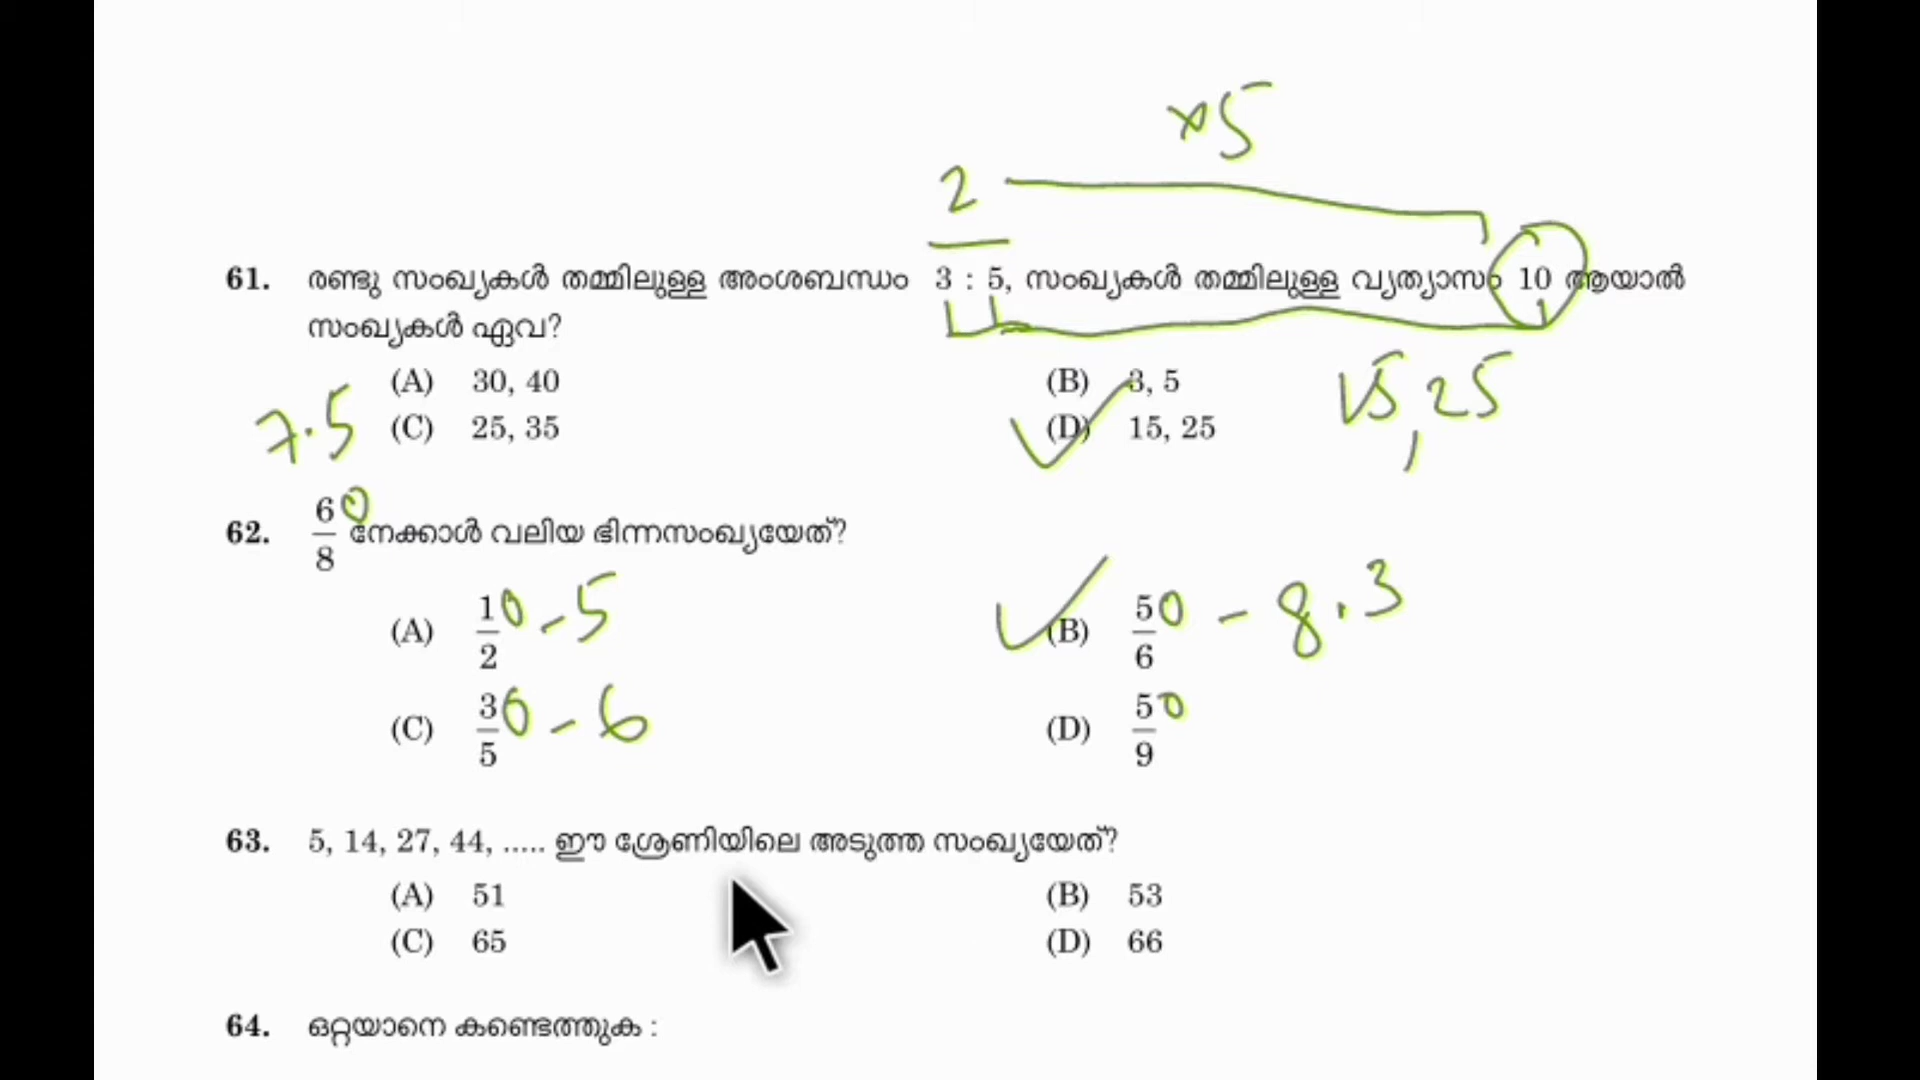 ×5
2
61. രണ്ടു സംഖ്യകൾ തമ്മിലുള്ള അംശബന്ധം 3 : 5, സംഖ്യകൾ തമ്മിലുള്ള വ്യത്യാസം 10 ആയാൽ
സംഖ്യകൾ ഏവ?
(A) 30, 40 (B) 3, 5
15, 25
7.5
(C) 25, 35 (D) 15, 25
62. 60/8 നേക്കാൾ വലിയ ഭിന്നസംഖ്യയേത്?
(A) 10/2 - 5 (B) 50/6 - 8.3
(C) 30/5 - 6 (D) 50/9
63. 5, 14, 27, 44, ..... ഈ ശ്രേണിയിലെ അടുത്ത സംഖ്യയേത്?
(A) 51 (B) 53
(C) 65 (D) 66
64. ഒറ്റയാനെ കണ്ടെത്തുക :